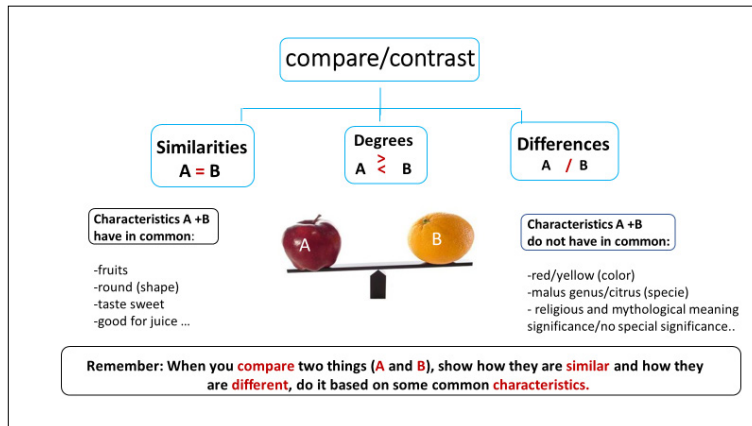 compare/contrast
Similarities
A = B
Degrees
>
A < B
Differences
A / B
Characteristics A +B
have in common:
-fruits
-round (shape)
-taste sweet
-good for juice ...
A
B
Characteristics A +B
do not have in common:
-red/yellow (color)
-malus genus/citrus (specie)
- religious and mythological meaning
significance/no special significance..
Remember: When you compare two things (A and B), show how they are similar and how they
are different, do it based on some common characteristics.